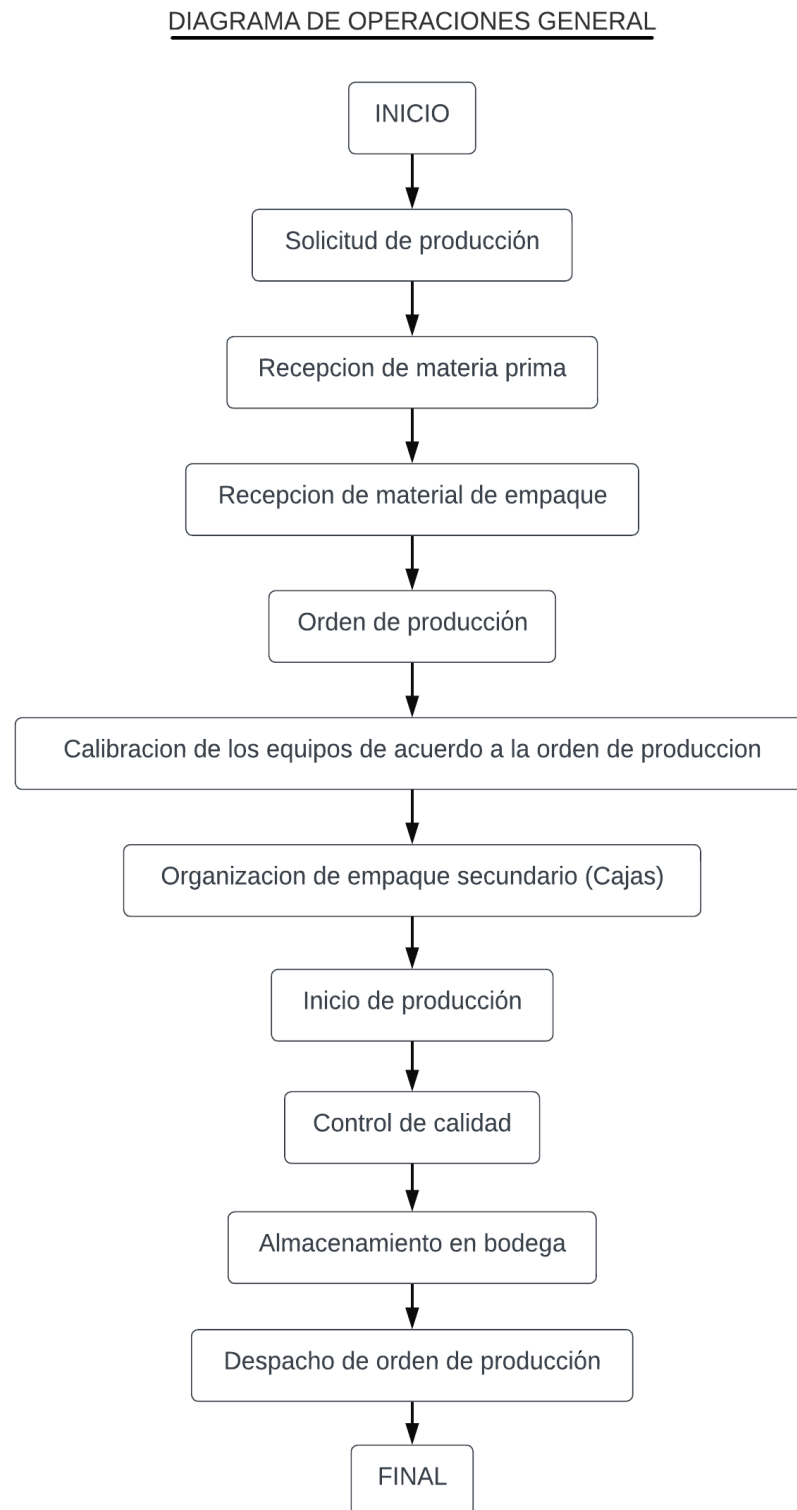 DIAGRAMA DE OPERACIONES GENERAL
INICIO
Solicitud de producción
Recepcion de materia prima
Recepcion de material de empaque
Orden de producción
Calibracion de los equipos de acuerdo a la orden de produccion
Organizacion de empaque secundario (Cajas)
Inicio de producción
Control de calidad
Almacenamiento en bodega
Despacho de orden de producción
FINAL